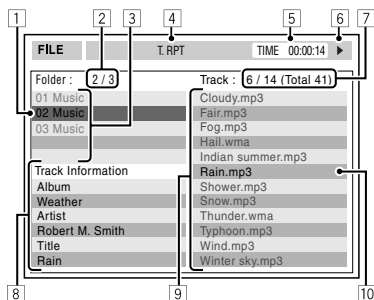 1 2 3 4 5 6 7
FILE T. RPT TIME 00:00:14
Folder : 2 / 3 Track : 6 / 14 (Total 41)
01 Music Cloudy.mp3
02 Music Fair.mp3
03 Music Fog.mp3
Hail.wma
Indian summer.mp3
Track Information Rain.mp3
Album Shower.mp3
Weather Snow.mp3
Artist Thunder.wma
Robert M. Smith Typhoon.mp3
Title Wind.mp3
Rain Winter sky.mp3
8 9 10